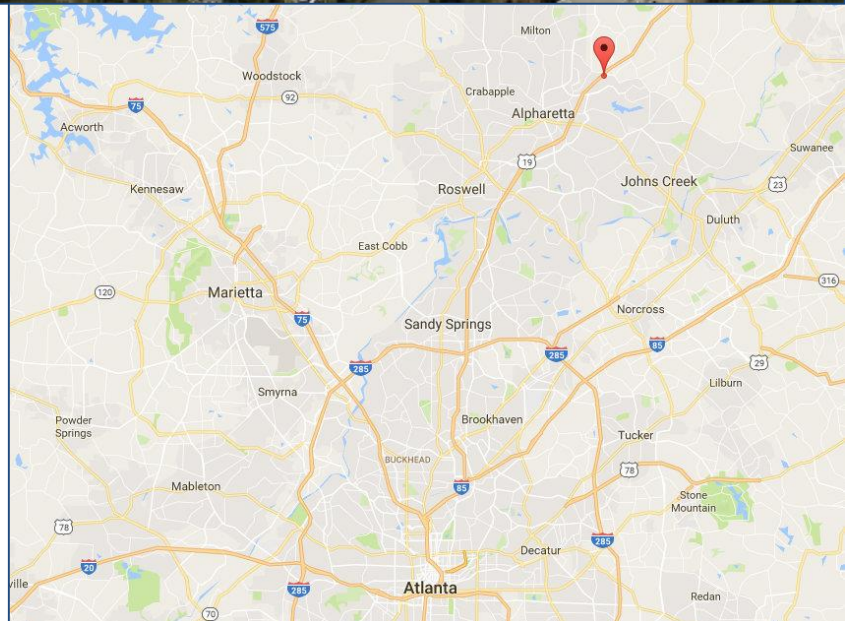 575
Milton
Woodstock
92
Crabapple
75
Alpharetta
Acworth
19
Suwanee
Kennesaw
Roswell
Johns Creek
23
Duluth
East Cobb
120
Marietta
316
75
Norcross
Sandy Springs
85
285
285
29
Smyrna
Lilburn
Powder
Springs
Brookhaven
Tucker
BUCKHEAD
78
Mableton
85
Stone
Mountain
78
285
Decatur
20
ville
285
Atlanta
Redan
70